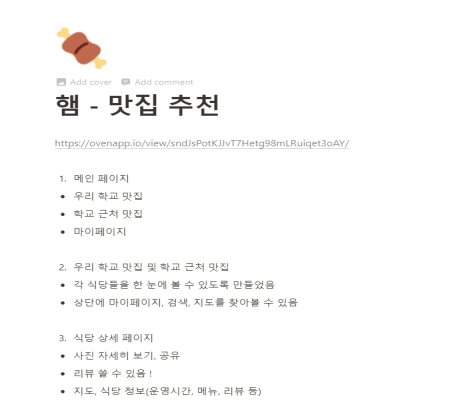 Add cover Add comment
햄 - 맛집 추천
https://ovenapp.io/view/sndJsPotKJJvT7Hetg98mLRuiqet3oAY/
1. 메인 페이지
• 우리 학교 맛집
• 학교 근처 맛집
• 마이페이지
2. 우리 학교 맛집 및 학교 근처 맛집
• 각 식당들을 한 눈에 볼 수 있도록 만들었음
• 상단에 마이페이지, 검색, 지도를 찾아볼 수 있음
3. 식당 상세 페이지
• 사진 자세히 보기, 공유
• 리뷰 쓸 수 있음 !
• 지도, 식당 정보(운영시간, 메뉴, 리뷰 등)